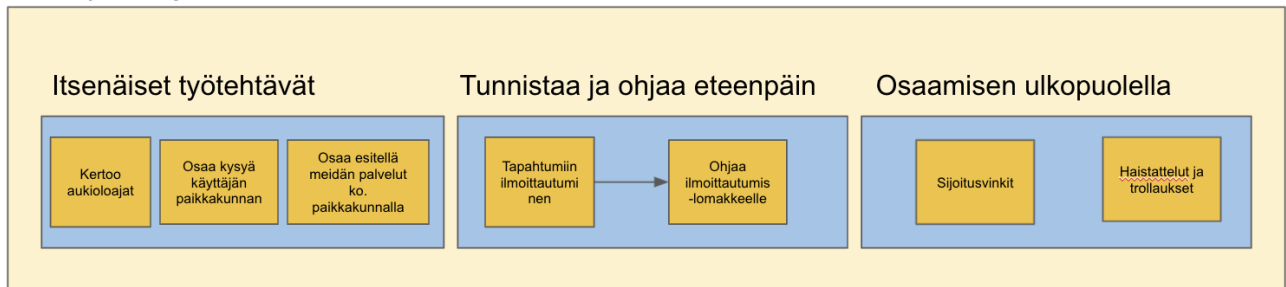 Itsenäiset työtehtävät
Kertoo
aukioloajat
Osaa kysyä
käyttäjän
paikkakunnan
Osaa esitellä
meidän palvelut
ko.
paikkakunnalla
Tunnistaa ja ohjaa eteenpäin
Tapahtumiin
ilmoittautumi
nen
Ohjaa
ilmoittautumis
-lomakkeelle
Osaamisen ulkopuolella
Sijoitusvinkit
Haistattelut ja
trollaukset